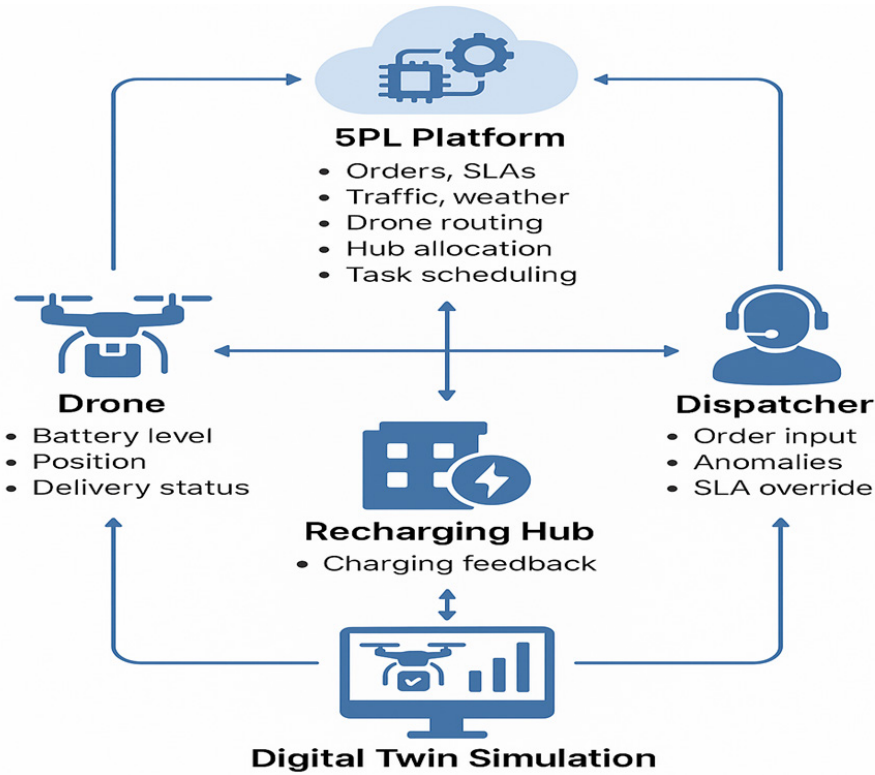 5PL Platform
• Orders, SLAs
• Traffic, weather
• Drone routing
• Hub allocation
• Task scheduling
Drone
• Battery level
• Position
• Delivery status
Dispatcher
• Order input
• Anomalies
• SLA override
Recharging Hub
• Charging feedback
Digital Twin Simulation